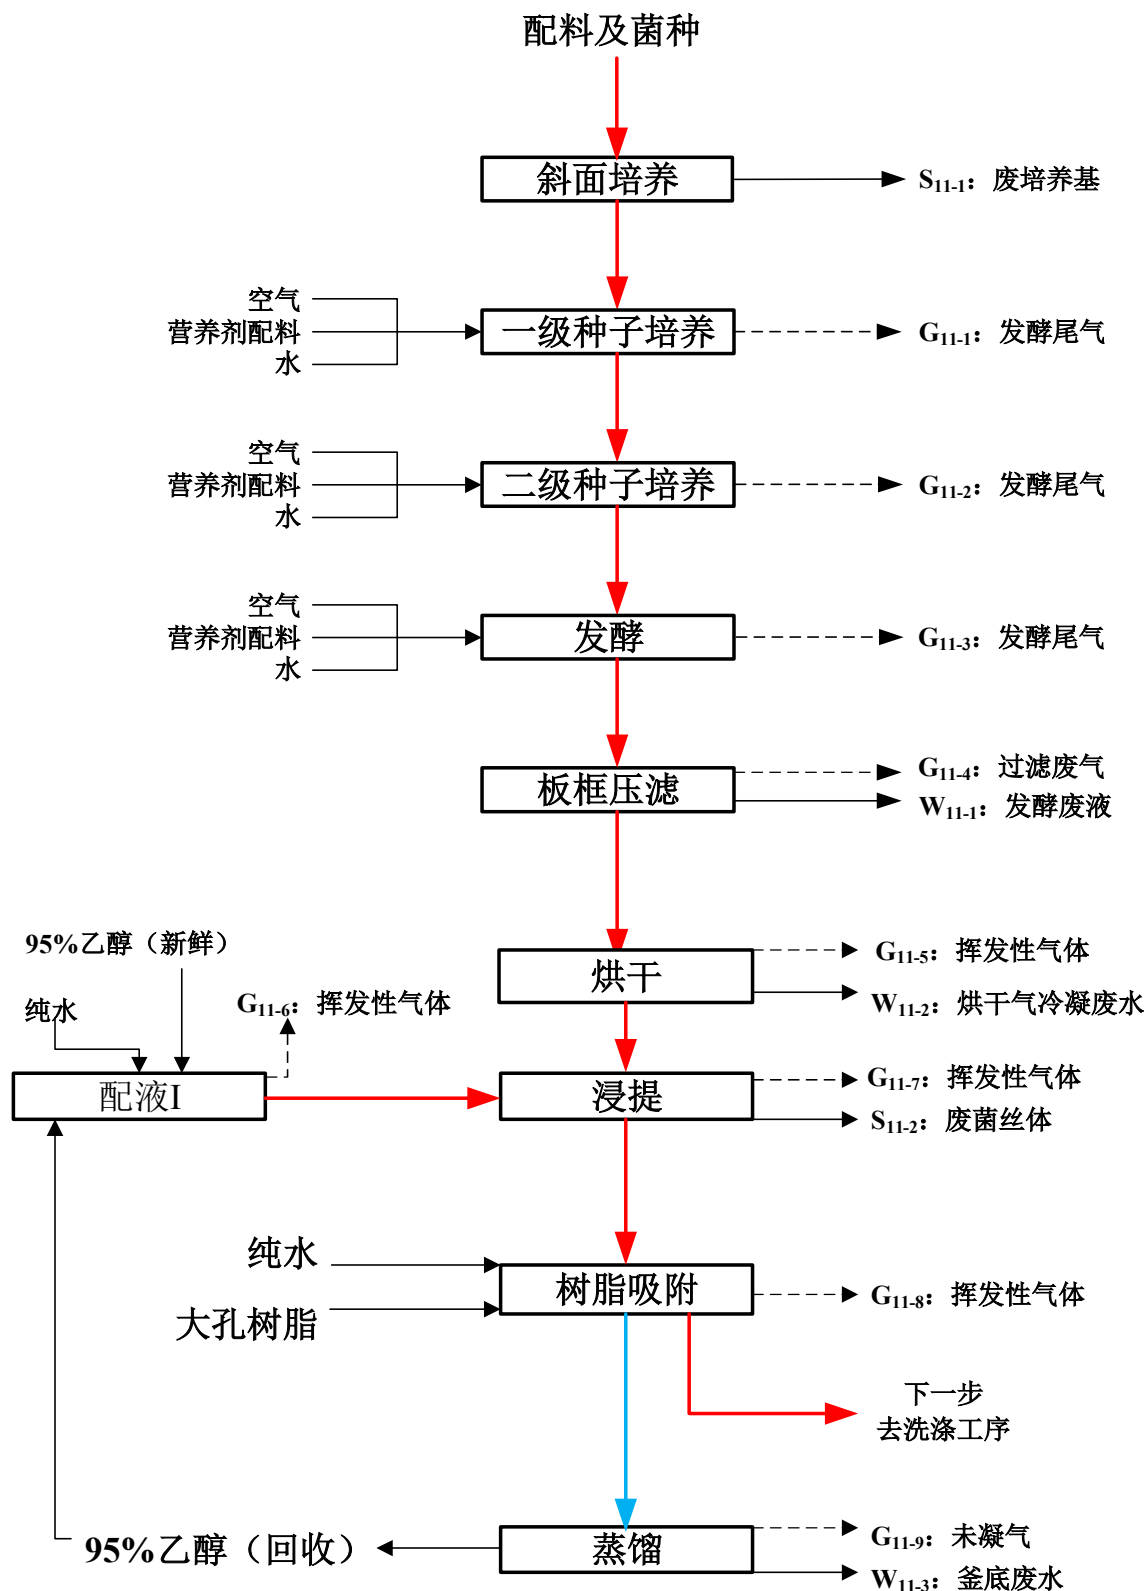 配料及菌种
斜面培养
S11-1：废培养基
空气
营养剂配料
水
一级种子培养
G11-1：发酵尾气
空气
营养剂配料
水
二级种子培养
G11-2：发酵尾气
空气
营养剂配料
水
发酵
G11-3：发酵尾气
板框压滤
G11-4：过滤废气
W11-1：发酵废液
95%乙醇（新鲜）
纯水
G11-6：挥发性气体
烘干
G11-5：挥发性气体
W11-2：烘干气冷凝废水
配液I
浸提
G11-7：挥发性气体
S11-2：废菌丝体
纯水
大孔树脂
树脂吸附
G11-8：挥发性气体
下一步
去洗涤工序
95%乙醇（回收）
蒸馏
G11-9：未凝气
W11-3：釜底废水